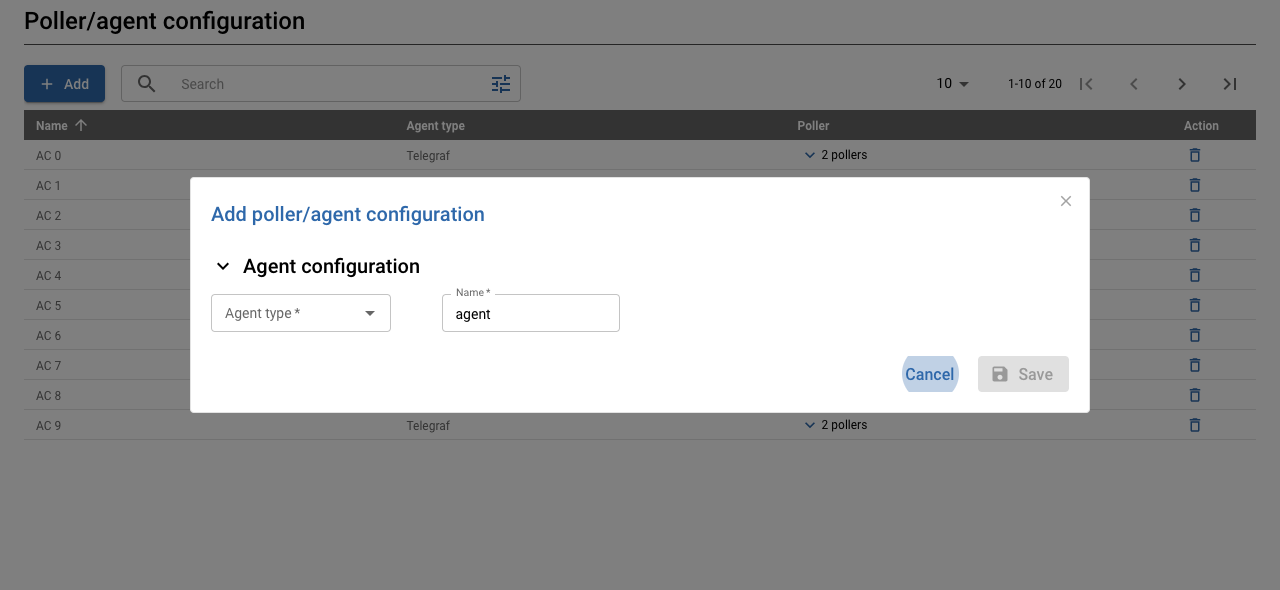 Poller/agent configuration
Add
Search
10
1-10 of 20
Name Agent type Poller Action
AC 0 Telegraf 2 pollers
AC 1
AC 2
AC 3
AC 4
AC 5
AC 6
AC 7
AC 8
AC 9 Telegraf 2 pollers
Add poller/agent configuration
Agent configuration
Agent type *
Name *
agent
Cancel
Save